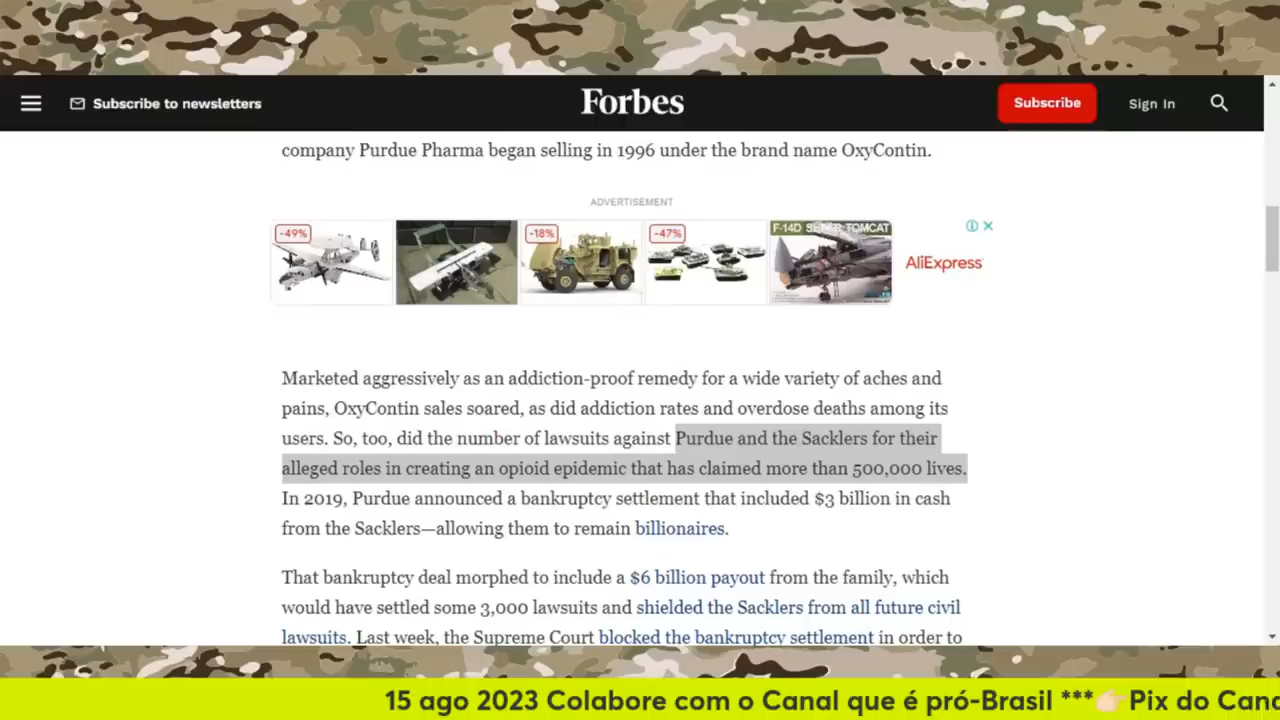 Subscribe to newsletters
Forbes
Subscribe
Sign In
company Purdue Pharma began selling in 1996 under the brand name OxyContin.
ADVERTISEMENT
-49%
-18%
-47%
F-14D SUPER TOMCAT
AliExpress
Marketed aggressively as an addiction-proof remedy for a wide variety of aches and
pains, OxyContin sales soared, as did addiction rates and overdose deaths among its
users. So, too, did the number of lawsuits against Purdue and the Sacklers for their
alleged roles in creating an opioid epidemic that has claimed more than 500,000 lives.
In 2019, Purdue announced a bankruptcy settlement that included $3 billion in cash
from the Sacklers—allowing them to remain billionaires.
That bankruptcy deal morphed to include a $6 billion payout from the family, which
would have settled some 3,000 lawsuits and shielded the Sacklers from all future civil
lawsuits. Last week, the Supreme Court blocked the bankruptcy settlement in order to
15 ago 2023 Colabore com o Canal que é pró-Brasil ***👉🏻Pix do Cana